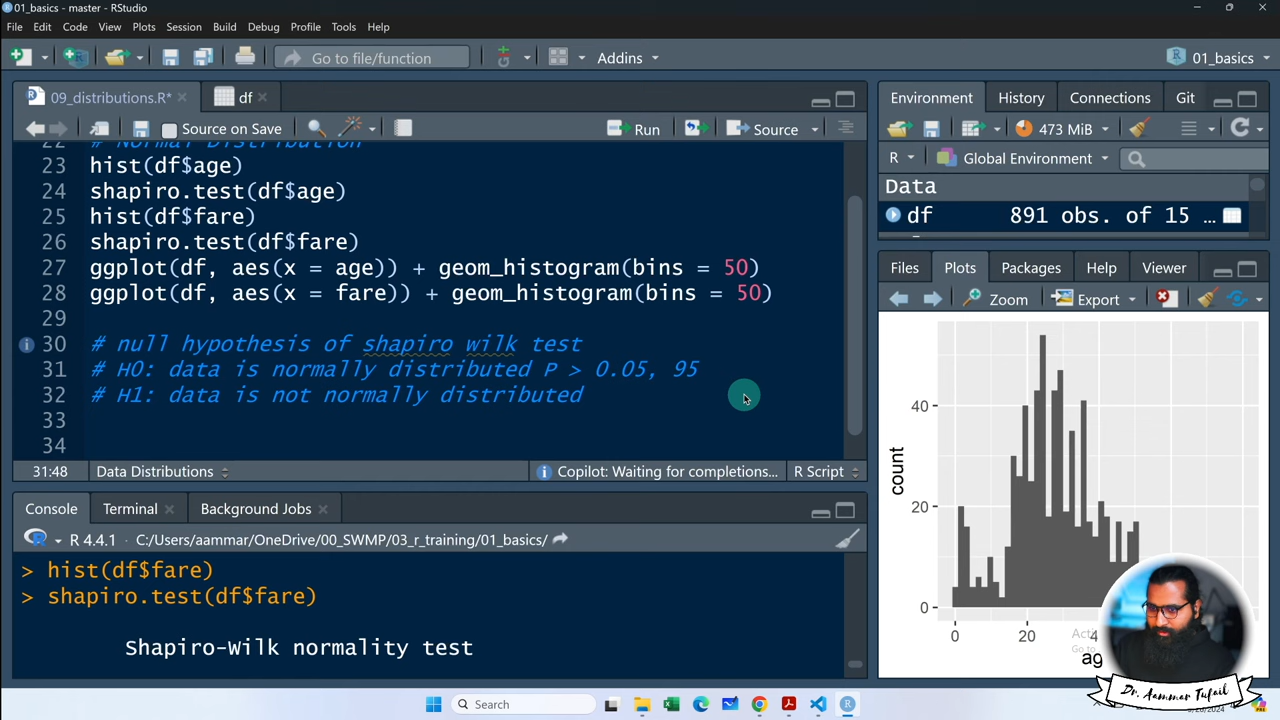 01_basics - master - RStudio
File Edit Code View Plots Session Build Debug Profile Tools Help
Go to file/function
Addins
01_basics
09_distributions.R*
df
Source on Save
Run
Source
22 # Normal Distribution
23 hist(df$age)
24 shapiro.test(df$age)
25 hist(df$fare)
26 shapiro.test(df$fare)
27 ggplot(df, aes(x = age)) + geom_histogram(bins = 50)
28 ggplot(df, aes(x = fare)) + geom_histogram(bins = 50)
29
30 # null hypothesis of shapiro wilk test
31 # H0: data is normally distributed P > 0.05, 95
32 # H1: data is not normally distributed
33
34
31:48 Data Distributions
Copilot: Waiting for completions...
R Script
Console Terminal Background Jobs
R 4.4.1 C:/Users/aammar/OneDrive/00_SWMP/03_r_training/01_basics/
> hist(df$fare)
> shapiro.test(df$fare)
Shapiro-Wilk normality test
Environment History Connections Git
473 MiB
R Global Environment
Data
df 891 obs. of 15 ...
Files Plots Packages Help Viewer
Zoom Export
count
40
20
0
0 20 4
ag
Dr. Aammar Tufail
Search